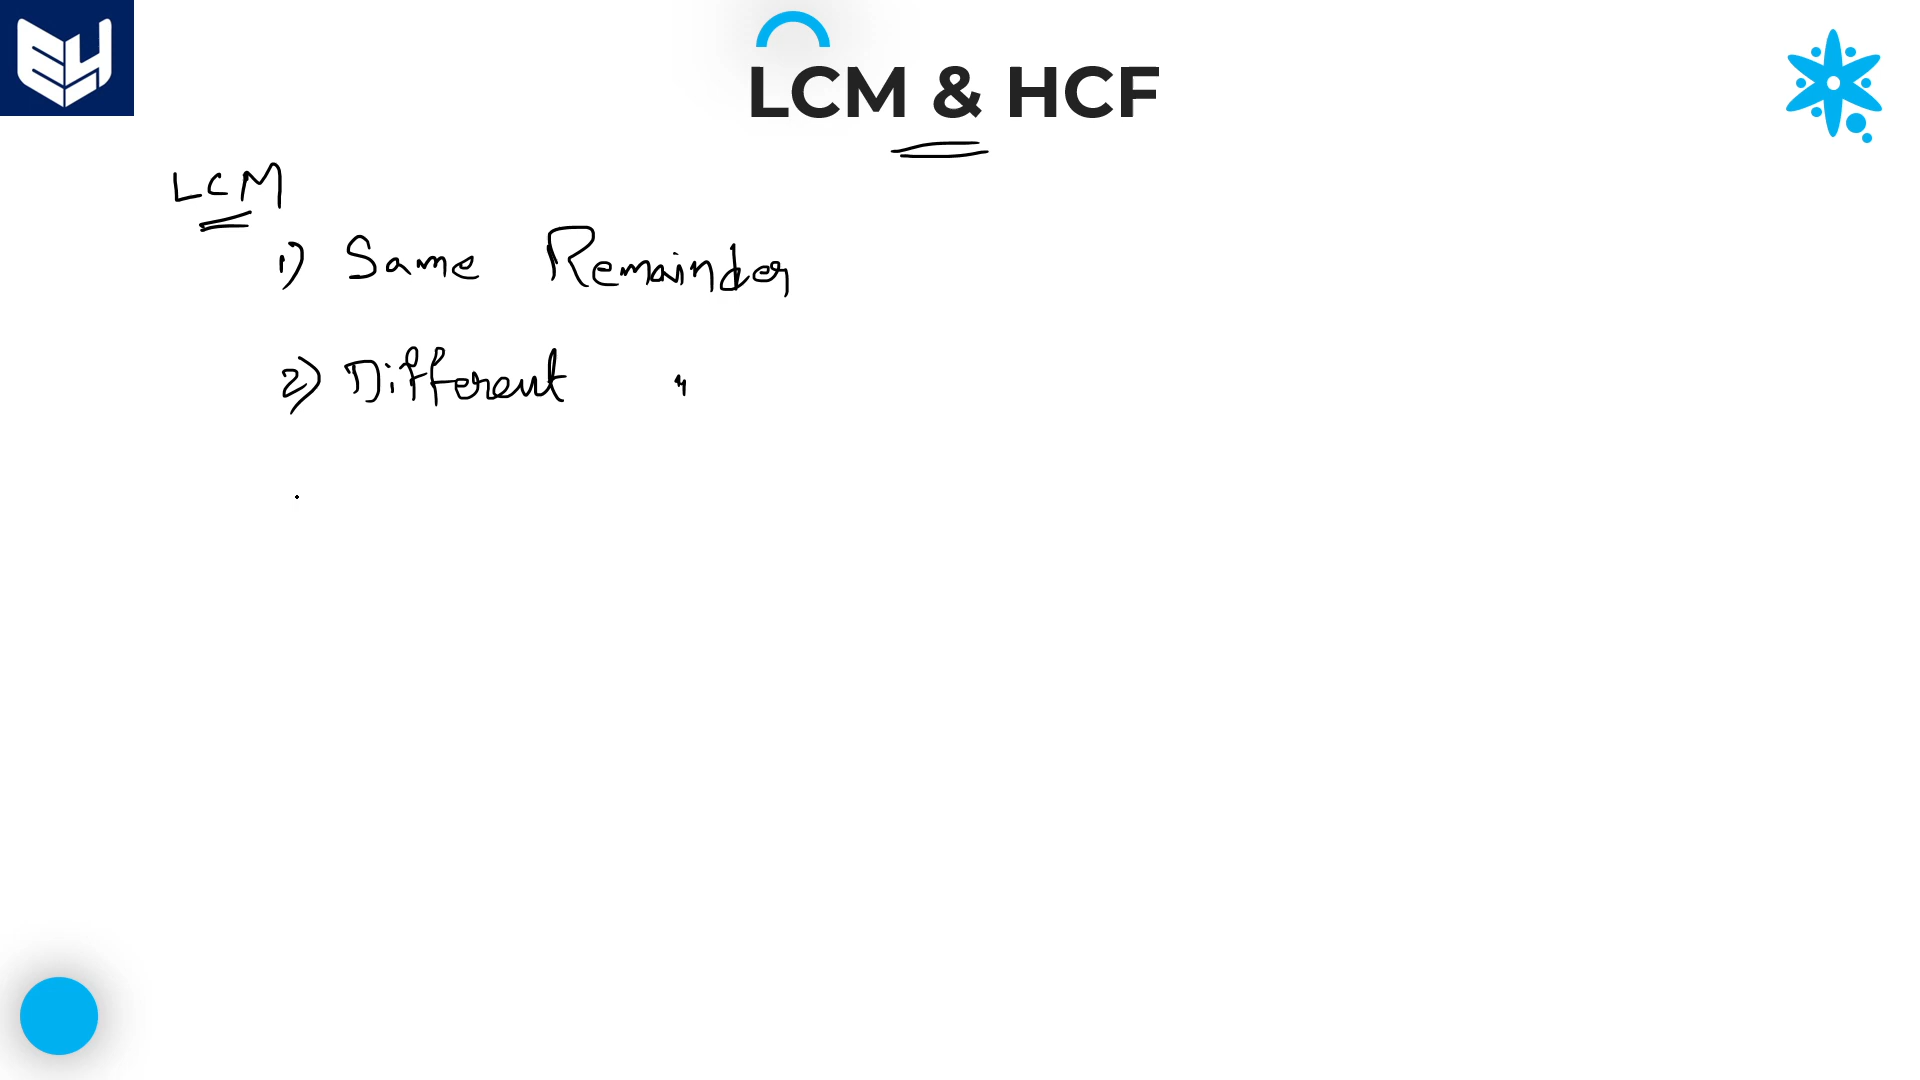 LCM & HCF
LCM
1) Same Remainder
2) Different "